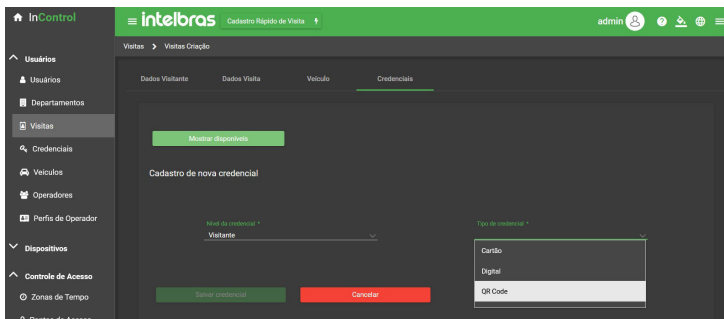 InControl
intelbras
Cadastro Rápido de Visita
admin
Visitas > Visitas Criação
Usuários
Usuários
Departamentos
Visitas
Credenciais
Veículos
Operadores
Perfis de Operador
Dispositivos
Controle de Acesso
Zonas de Tempo
Dados Visitante
Dados Visita
Veículo
Credenciais
Mostrar disponíveis
Cadastro de nova credencial
Nível da credencial *
Visitante
Tipo de credencial *
Cartão
Digital
QR Code
Salvar credencial
Cancelar